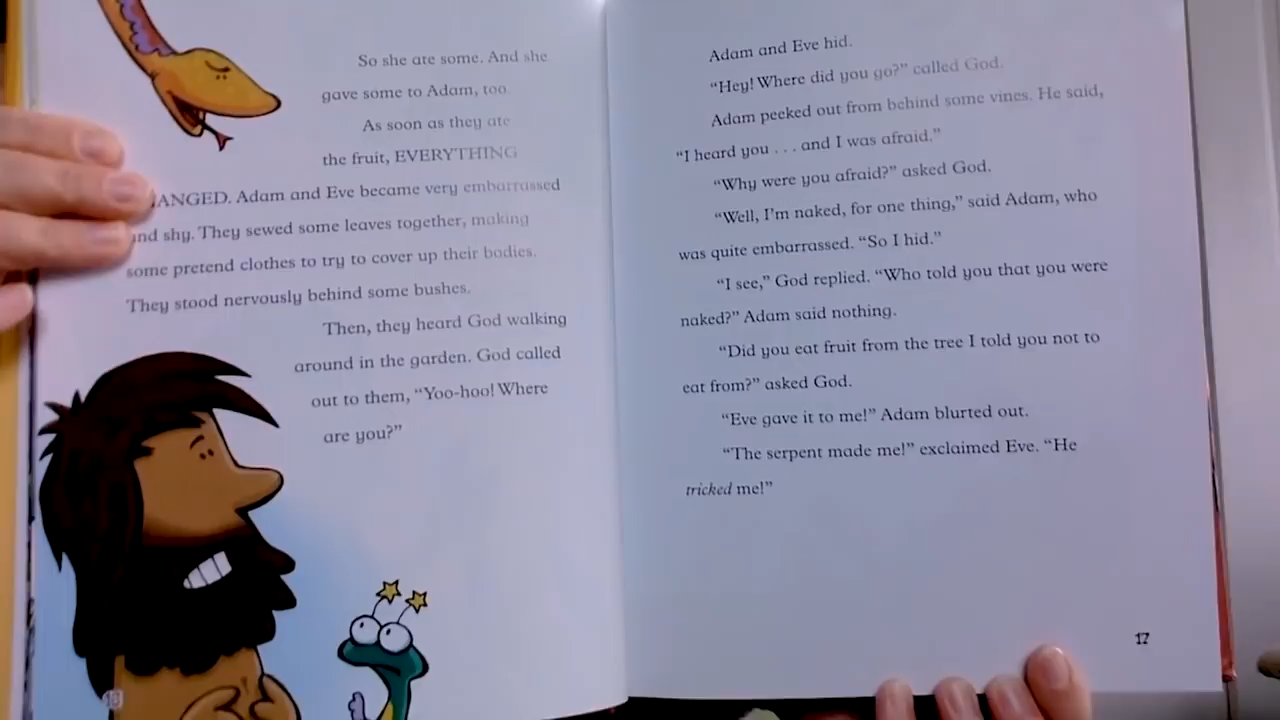 So she ate some. And she
gave some to Adam, too.
As soon as they ate
the fruit, EVERYTHING
ANGED. Adam and Eve became very embarrassed
and shy. They sewed some leaves together, making
some pretend clothes to try to cover up their bodies.
They stood nervously behind some bushes.
Then, they heard God walking
around in the garden. God called
out to them, “Yoo-hoo! Where
are you?”
16
Adam and Eve hid.
“Hey! Where did you go?” called God.
Adam peeked out from behind some vines. He said,
“I heard you . . . and I was afraid.”
“Why were you afraid?” asked God.
“Well, I’m naked, for one thing,” said Adam, who
was quite embarrassed. “So I hid.”
“I see,” God replied. “Who told you that you were
naked?” Adam said nothing.
“Did you eat fruit from the tree I told you not to
eat from?” asked God.
“Eve gave it to me!” Adam blurted out.
“The serpent made me!” exclaimed Eve. “He
tricked me!”
17